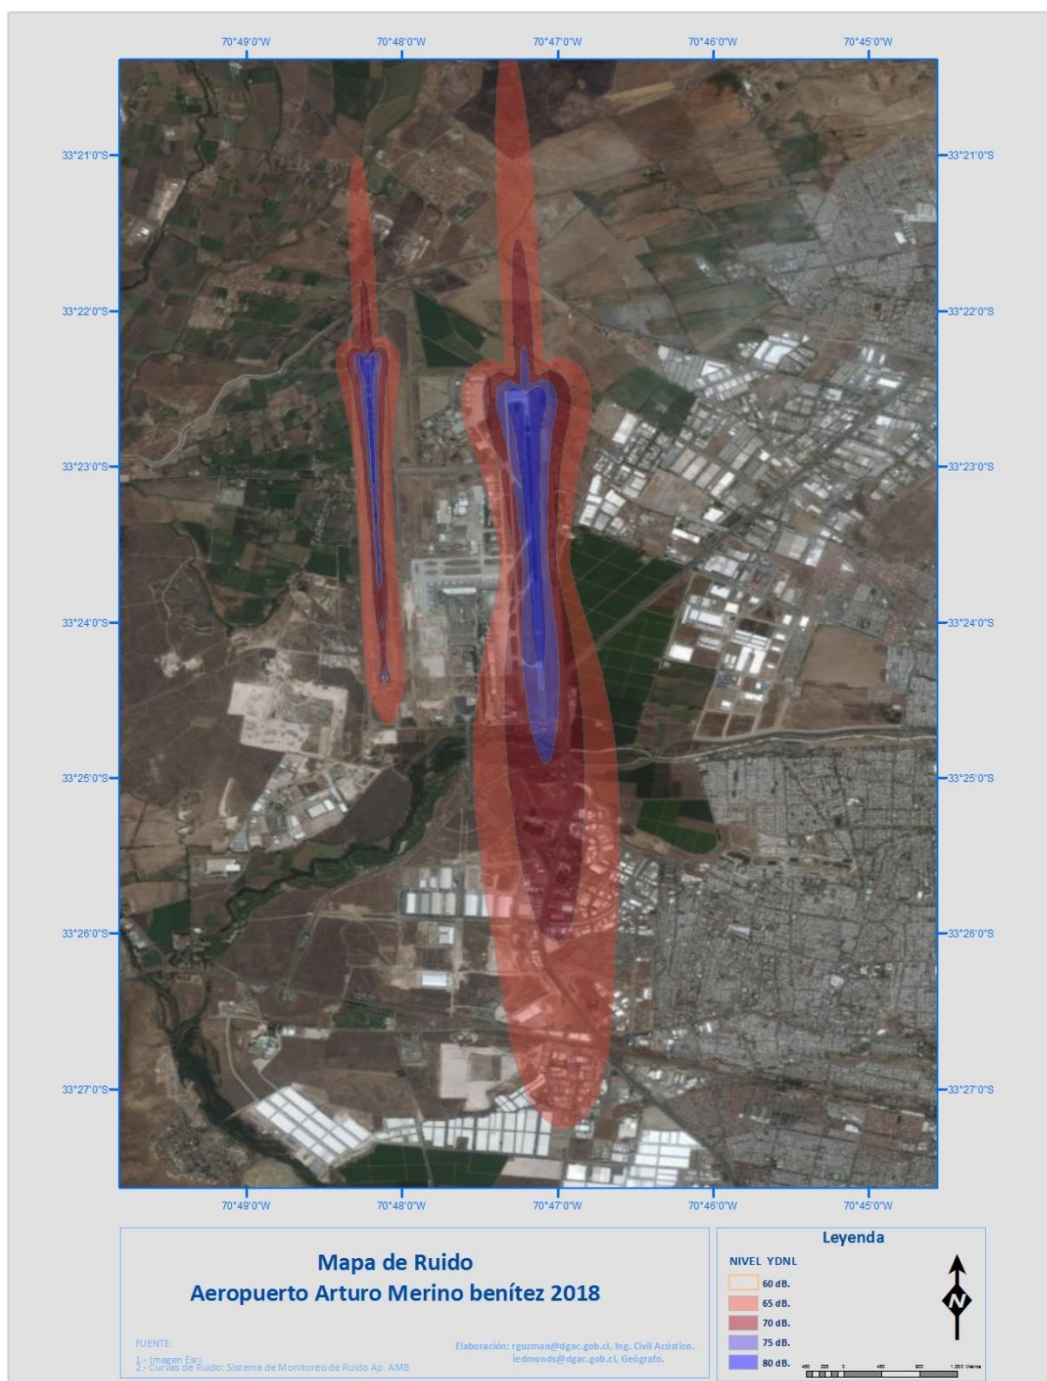 70°49'0"W 70°48'0"W 70°47'0"W 70°46'0"W 70°45'0"W
33°21'0"S 33°21'0"S
33°22'0"S 33°22'0"S
33°23'0"S 33°23'0"S
33°24'0"S 33°24'0"S
33°25'0"S 33°25'0"S
33°26'0"S 33°26'0"S
33°27'0"S 33°27'0"S
70°49'0"W 70°48'0"W 70°47'0"W 70°46'0"W 70°45'0"W
Mapa de Ruido
Aeropuerto Arturo Merino benítez 2018
FUENTE:
1.- Imagen Esri.
2.- Curvas de Ruido: Sistema de Monitoreo de Ruido Ap. AMB
Elaboración: rguzman@dgac.gob.cl, Ing. Civil Acústico.
iedmunds@dgac.gob.cl, Geógrafo.
Leyenda
NIVEL YDNL
60 dB.
65 dB.
70 dB.
75 dB.
80 dB.
N